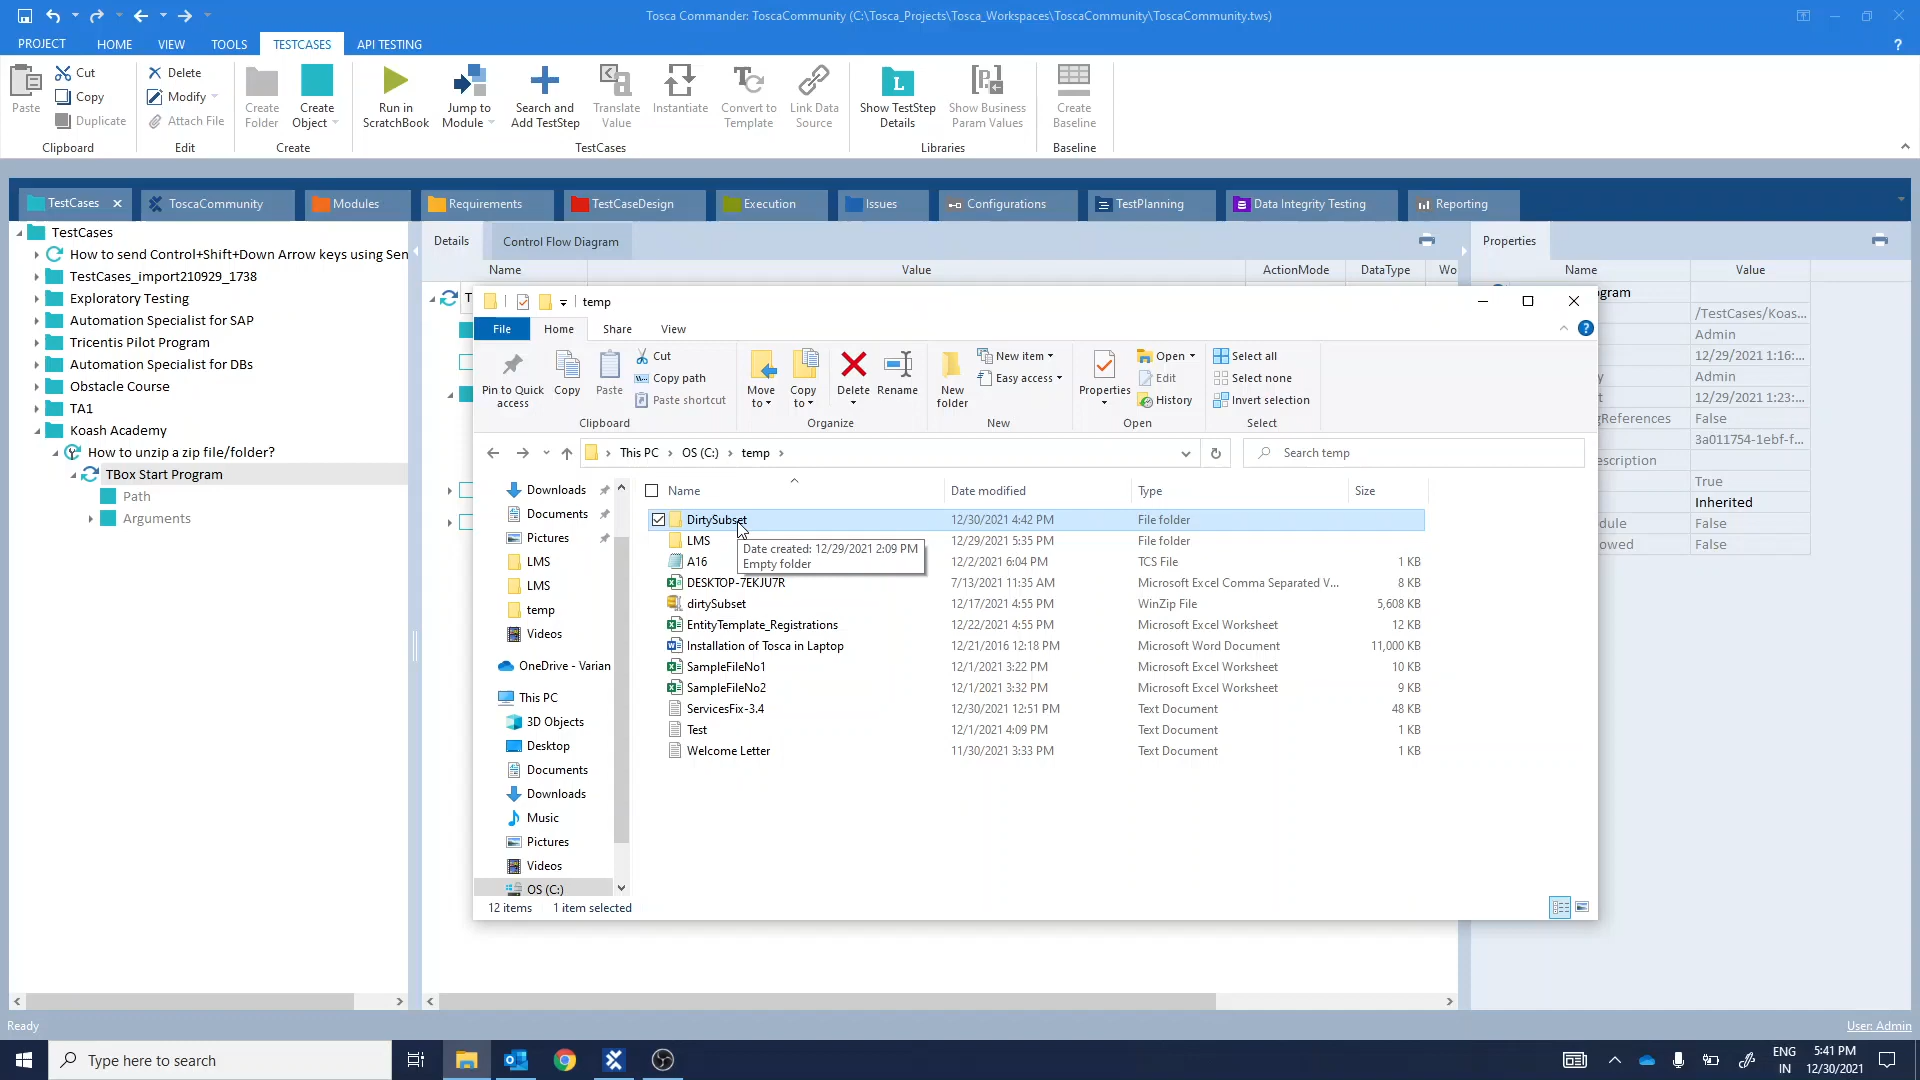 Tosca Commander: ToscaCommunity (C:\Tosca_Projects\Tosca_Workspaces\ToscaCommunity\ToscaCommunity.tws)
PROJECT HOME VIEW TOOLS TESTCASES API TESTING ?
Paste
Cut
Copy
Duplicate
Clipboard
Delete
Modify
Attach File
Edit
Create Folder
Create Object
Create
Run in ScratchBook
Jump to Module
Search and Add TestStep
Translate Value
Instantiate
Convert to Template
Link Data Source
TestCases
Show TestStep Details
Show Business Param Values
Libraries
Create Baseline
Baseline
TestCases ToscaCommunity Modules Requirements TestCaseDesign Execution Issues Configurations TestPlanning Data Integrity Testing Reporting
TestCases
How to send Control+Shift+Down Arrow keys using Sen
TestCases_import210929_1738
Exploratory Testing
Automation Specialist for SAP
Tricentis Pilot Program
Automation Specialist for DBs
Obstacle Course
TA1
Koash Academy
How to unzip a zip file/folder?
TBox Start Program
Path
Arguments
Details Control Flow Diagram
Name Value ActionMode DataType Wo
T
Properties
Name Value
gram
/TestCases/Koas...
Admin
12/29/2021 1:16:...
y Admin
t 12/29/2021 1:23:...
gReferences False
3a011754-1ebf-f...
escription
True
Inherited
dule False
owed False
temp
File Home Share View
Pin to Quick access
Copy
Paste
Cut
Copy path
Paste shortcut
Clipboard
Move to
Copy to
Delete
Rename
Organize
New folder
New item
Easy access
New
Properties
Open
Edit
History
Open
Select all
Select none
Invert selection
Select
This PC > OS (C:) > temp >
Search temp
Downloads
Documents
Pictures
LMS
LMS
temp
Videos
OneDrive - Varian
This PC
3D Objects
Desktop
Documents
Downloads
Music
Pictures
Videos
OS (C:)
Name Date modified Type Size
DirtySubset 12/30/2021 4:42 PM File folder
LMS 12/29/2021 5:35 PM File folder
A16 12/2/2021 6:04 PM TCS File 1 KB
DESKTOP-7EKJU7R 7/13/2021 11:35 AM Microsoft Excel Comma Separated V... 8 KB
dirtySubset 12/17/2021 4:55 PM WinZip File 5,608 KB
EntityTemplate_Registrations 12/22/2021 4:55 PM Microsoft Excel Worksheet 12 KB
Installation of Tosca in Laptop 12/21/2016 12:18 PM Microsoft Word Document 11,000 KB
SampleFileNo1 12/1/2021 3:22 PM Microsoft Excel Worksheet 10 KB
SampleFileNo2 12/1/2021 3:32 PM Microsoft Excel Worksheet 9 KB
ServicesFix-3.4 12/30/2021 12:51 PM Text Document 48 KB
Test 12/1/2021 4:09 PM Text Document 1 KB
Welcome Letter 11/30/2021 3:33 PM Text Document 1 KB
Date created: 12/29/2021 2:09 PM
Empty folder
12 items 1 item selected
Ready
User: Admin
Type here to search
ENG
IN
5:41 PM
12/30/2021